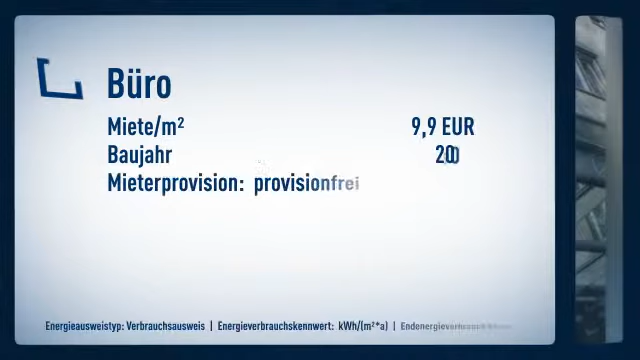 Büro
Miete/m² 9,9 EUR
Baujahr
Mieterprovision: provisionfrei
Energieausweistyp: Verbrauchsausweis | Energieverbrauchskennwert: kWh/(m²*a) |